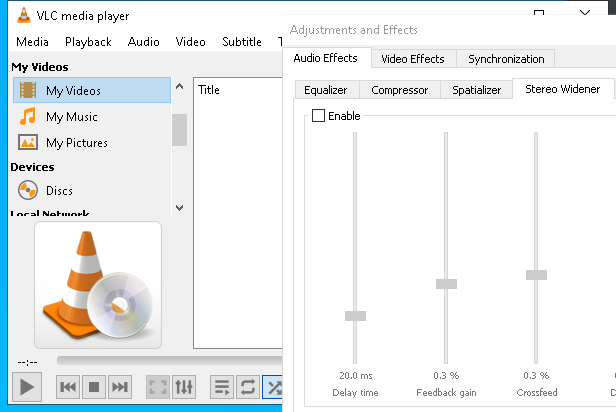 VLC media player
Media Playback Audio Video Subtitle
My Videos
My Videos
My Music
My Pictures
Devices
Discs
Local Network
Title
--:--
Adjustments and Effects
Audio Effects Video Effects Synchronization
Equalizer Compressor Spatializer Stereo Widener
Enable
20.0 ms 0.3 % 0.3 %
Delay time Feedback gain Crossfeed